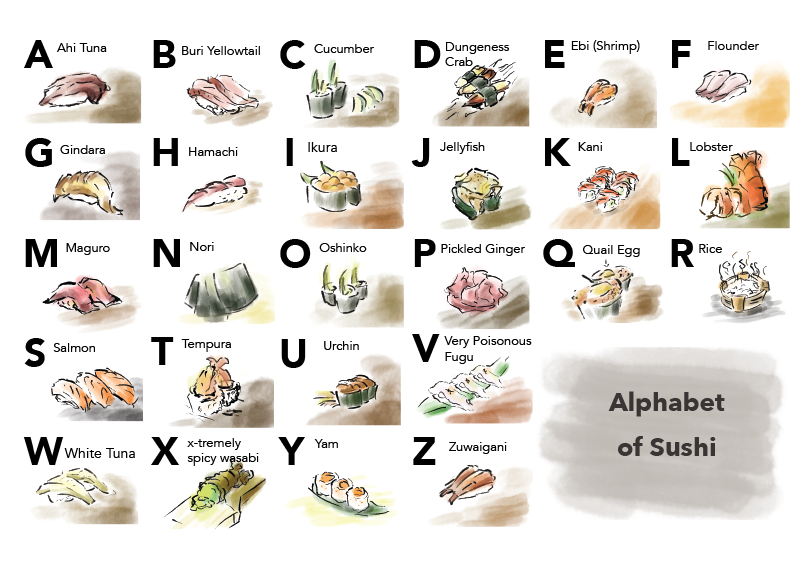 A Ahi Tuna
B Buri Yellowtail
C Cucumber
D Dungeness
Crab
E Ebi (Shrimp)
F Flounder
G Gindara
H Hamachi
I Ikura
J Jellyfish
K Kani
L Lobster
M Maguro
N Nori
O Oshinko
P Pickled Ginger
Q Quail Egg
R Rice
S Salmon
T Tempura
U Urchin
V Very Poisonous
Fugu
W White Tuna
X x-tremely
spicy wasabi
Y Yam
Z Zuwaigani
Alphabet
of Sushi